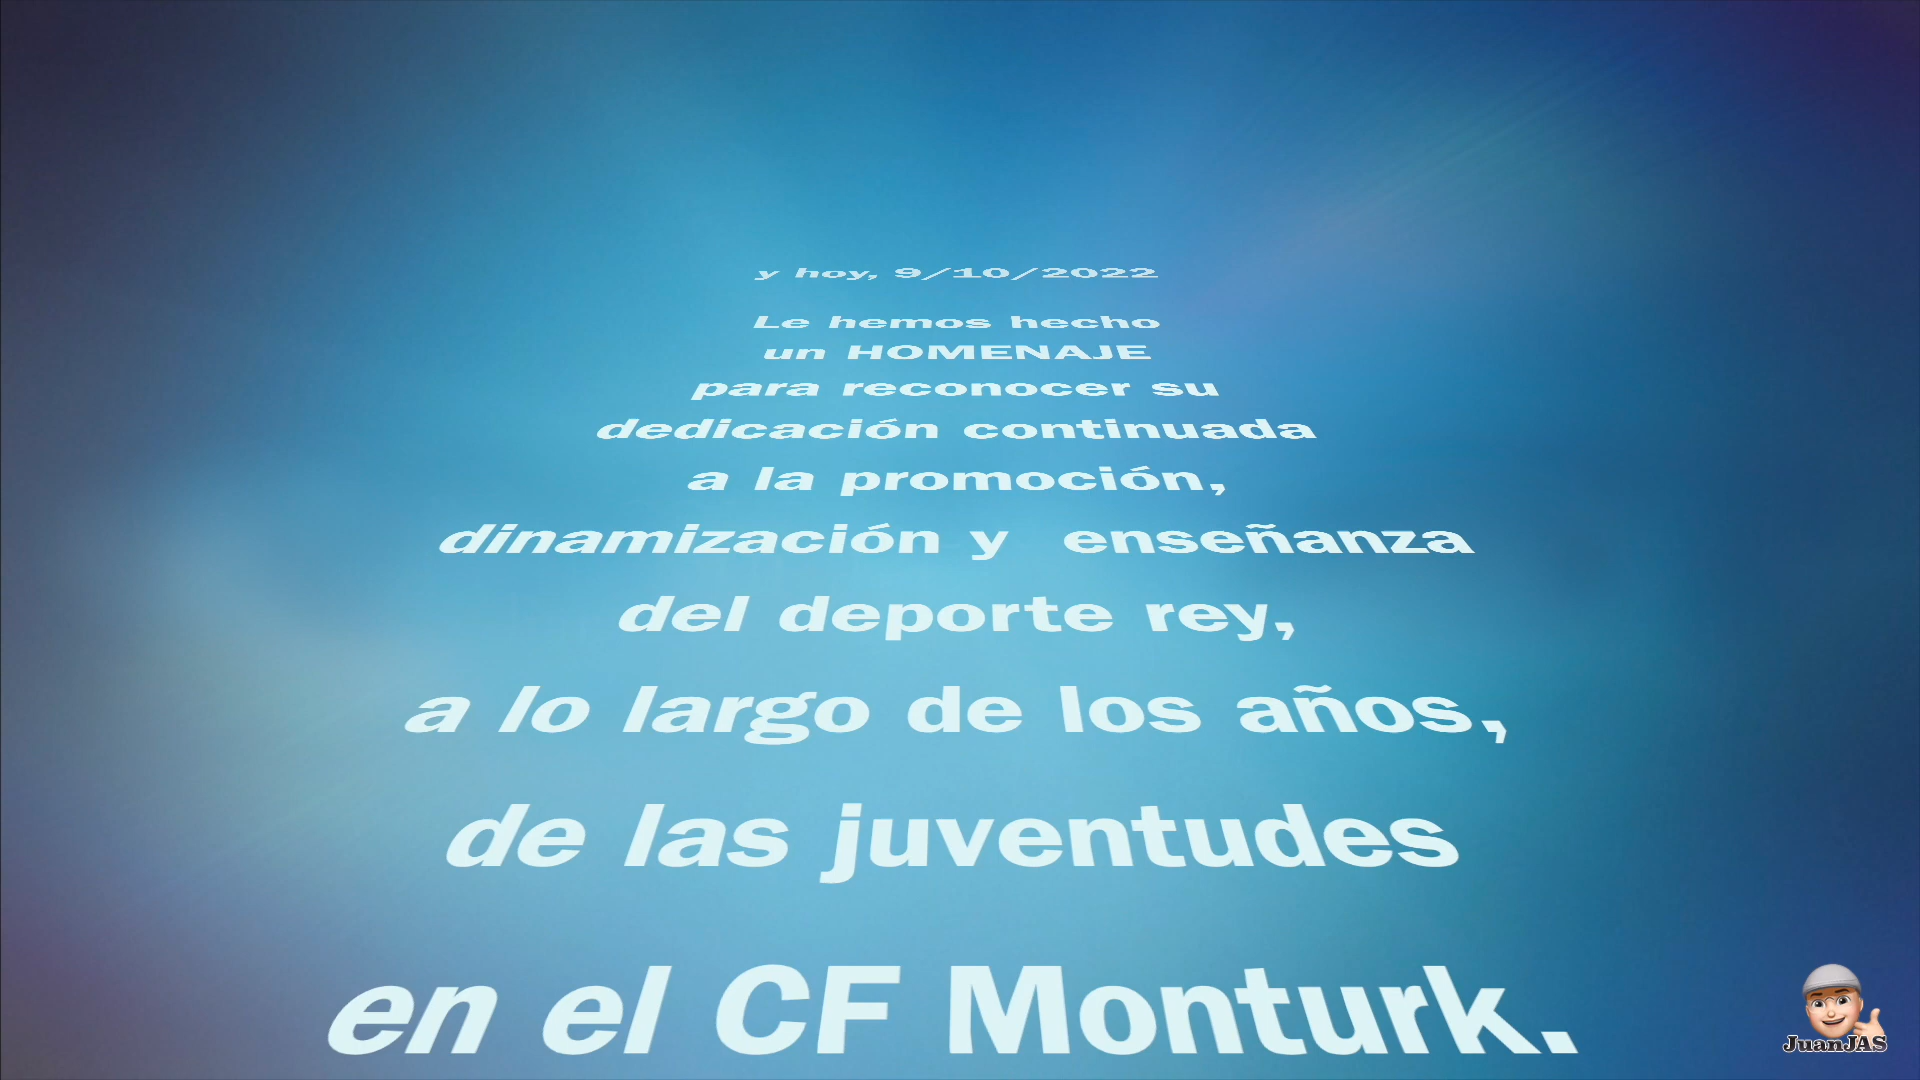 y hoy, 9/10/2022
Le hemos hecho
un HOMENAJE
para reconocer su
dedicación continuada
a la promoción,
dinamización y  enseñanza
del deporte rey,
a lo largo de los años,
de las juventudes
en el CF Monturk.
JuanJAS